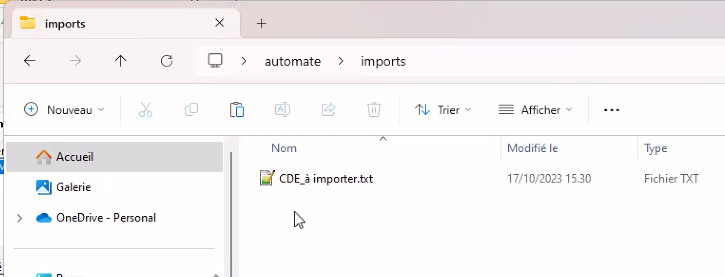 imports
automate
imports
Nouveau
Trier
Afficher
Nom
Modifié le
Type
Accueil
CDE_à importer.txt
17/10/2023 15.30
Fichier TXT
Galerie
OneDrive - Personal